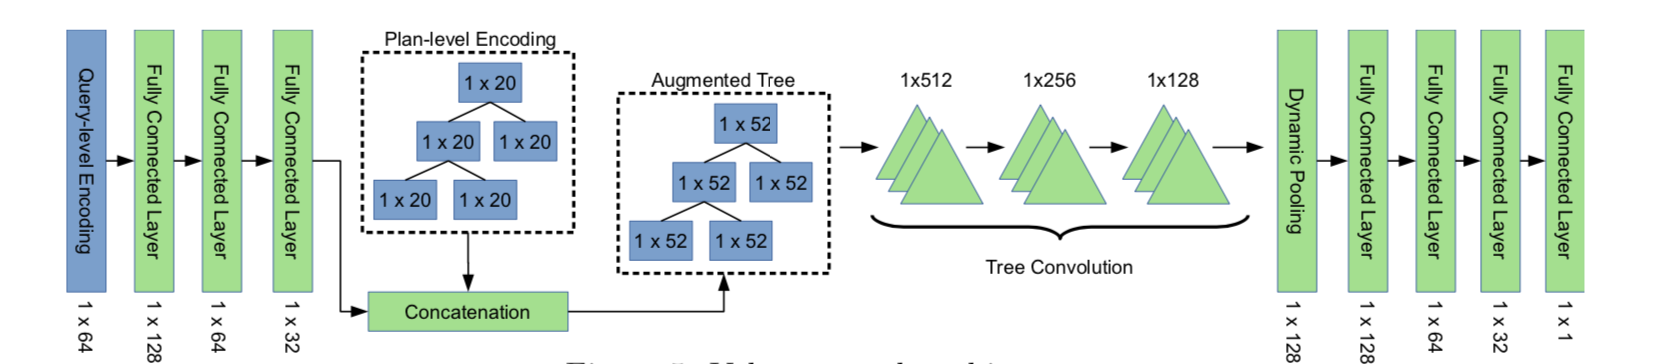 Query-level Encoding
1 x 64
Fully Connected Layer
1 x 128
Fully Connected Layer
1 x 64
Fully Connected Layer
1 x 32
Plan-level Encoding
1 x 20
1 x 20
1 x 20
1 x 20
1 x 20
Concatenation
Augmented Tree
1 x 52
1 x 52
1 x 52
1 x 52
1 x 52
1x512
1x256
1x128
Tree Convolution
Dynamic Pooling
1 x 128
Fully Connected Layer
1 x 128
Fully Connected Layer
1 x 64
Fully Connected Layer
1 x 32
Fully Connected Layer
1 x 1